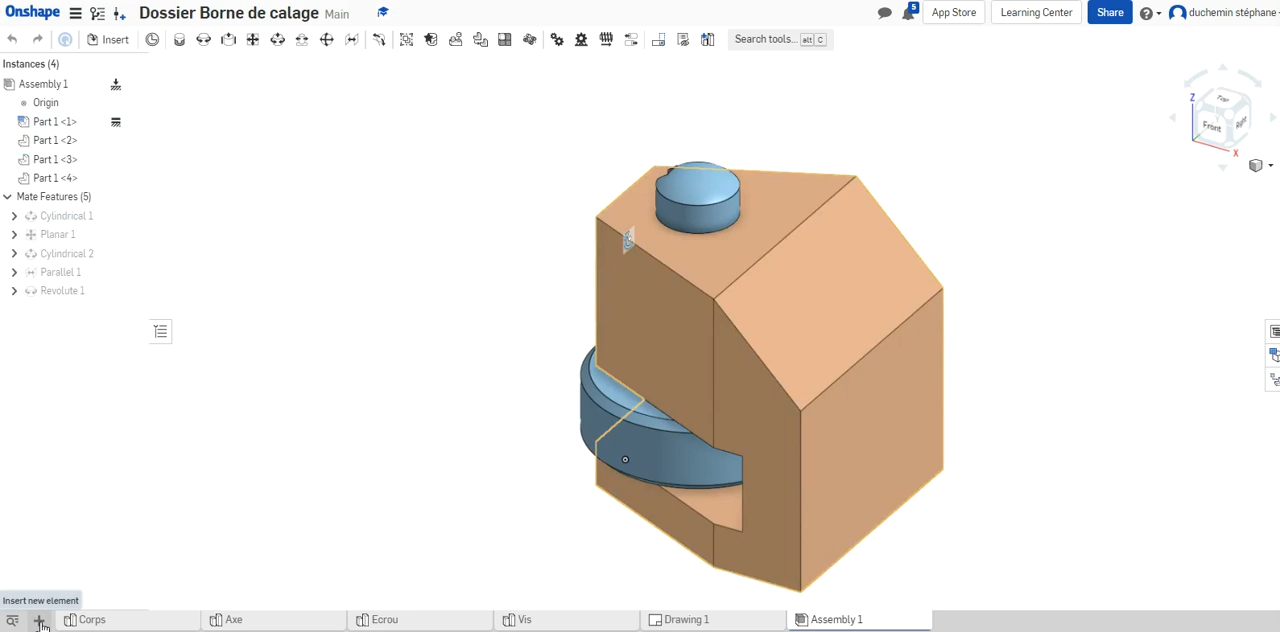 Onshape Dossier Borne de calage Main 5 App Store Learning Center Share duchemin stéphane
Insert Search tools... alt C
Instances (4)
Assembly 1
Origin
Part 1 <1>
Part 1 <2>
Part 1 <3>
Part 1 <4>
Mate Features (5)
Cylindrical 1
Planar 1
Cylindrical 2
Parallel 1
Revolute 1
Z
Top
Front
Right
X
Insert new element
Corps Axe Ecrou Vis Drawing 1 Assembly 1